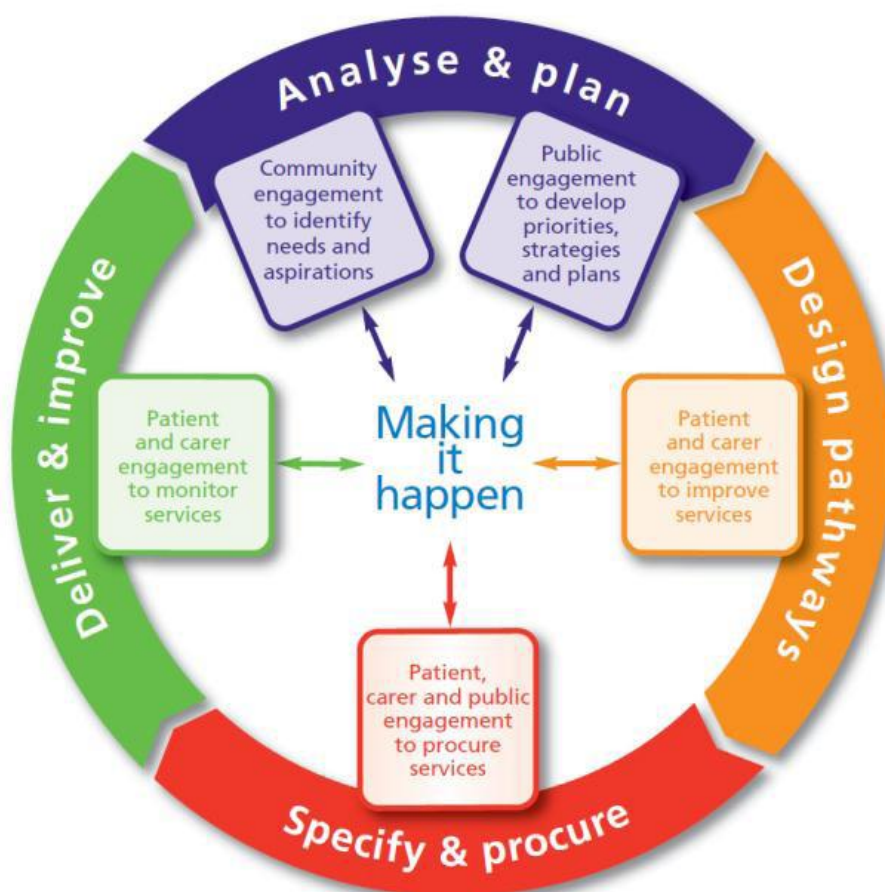 Analyse & plan
Community
engagement
to identify
needs and
aspirations
Public
engagement
to develop
priorities,
strategies
and plans
Design pathways
Patient
and carer
engagement
to improve
services
Specify & procure
Patient,
carer and public
engagement
to procure
services
Deliver & improve
Patient
and carer
engagement
to monitor
services
Making
it
happen